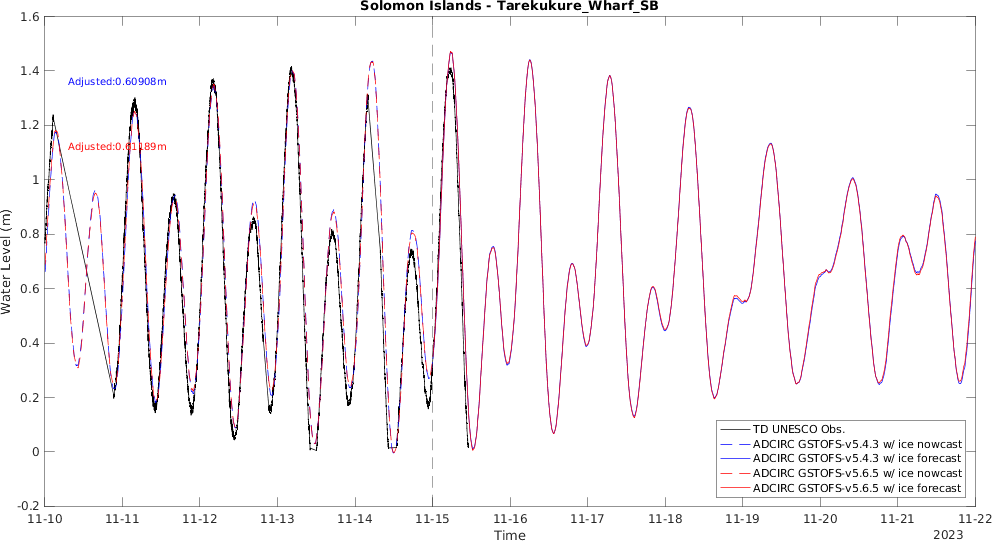 Solomon Islands - Tarekukure_Wharf_SB
1.6
1.4
1.2
1
0.8
0.6
0.4
0.2
0
-0.2
Water Level (m)
Adjusted:0.60908m
Adjusted:0.61189m
TD UNESCO Obs.
ADCIRC GSTOFS-v5.4.3 w/ ice nowcast
ADCIRC GSTOFS-v5.4.3 w/ ice forecast
ADCIRC GSTOFS-v5.6.5 w/ ice nowcast
ADCIRC GSTOFS-v5.6.5 w/ ice forecast
11-10 11-11 11-12 11-13 11-14 11-15 11-16 11-17 11-18 11-19 11-20 11-21 11-22
Time
2023